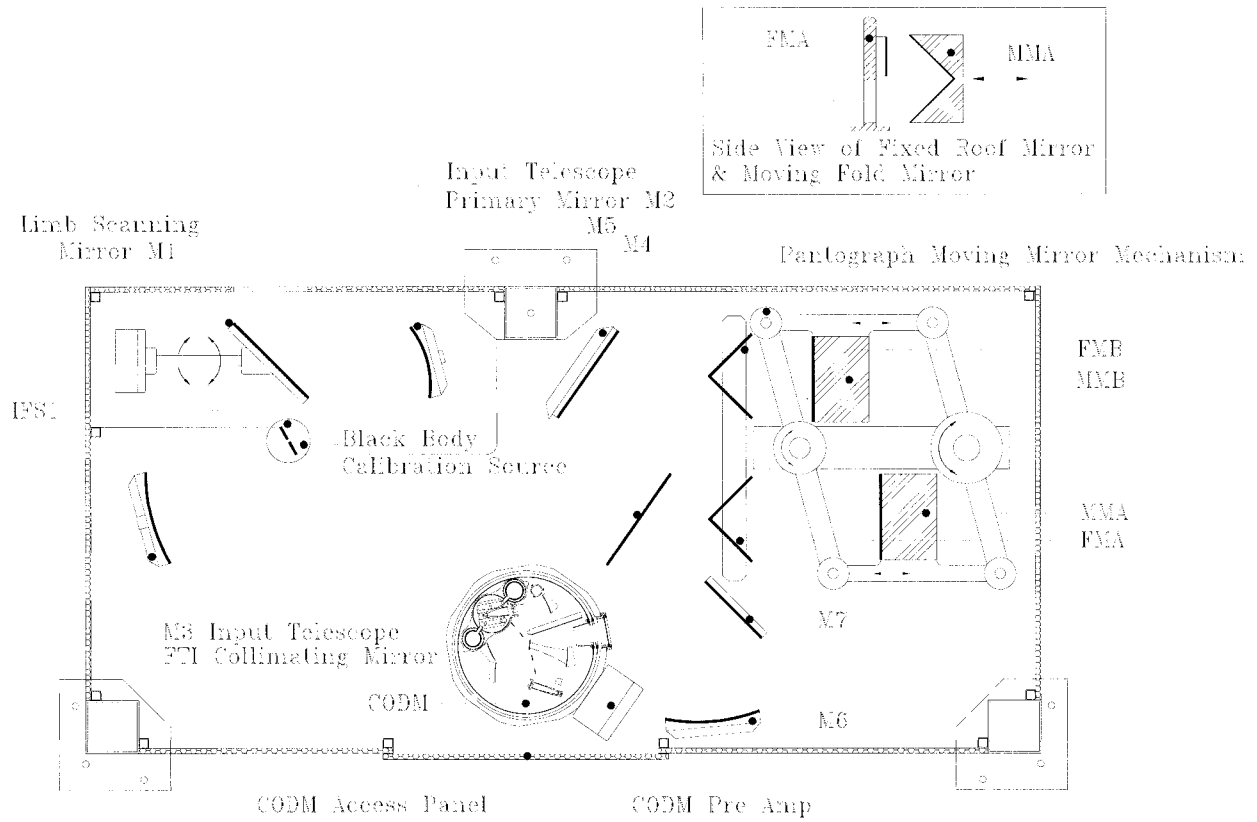 FMA
MMA
Side View of Fixed Roof Mirror
& Moving Fold Mirror
Input Telescope
Primary Mirror M2
M5
M4
Limb Scanning
Mirror M1
Pantograph Moving Mirror Mechanism
FMB
MMB
Black Body
Calibration Source
MMA
FMA
M7
M3 Input Telescope
FTI Collimating Mirror
CODM
M6
CODM Access Panel
CODM Pre Amp